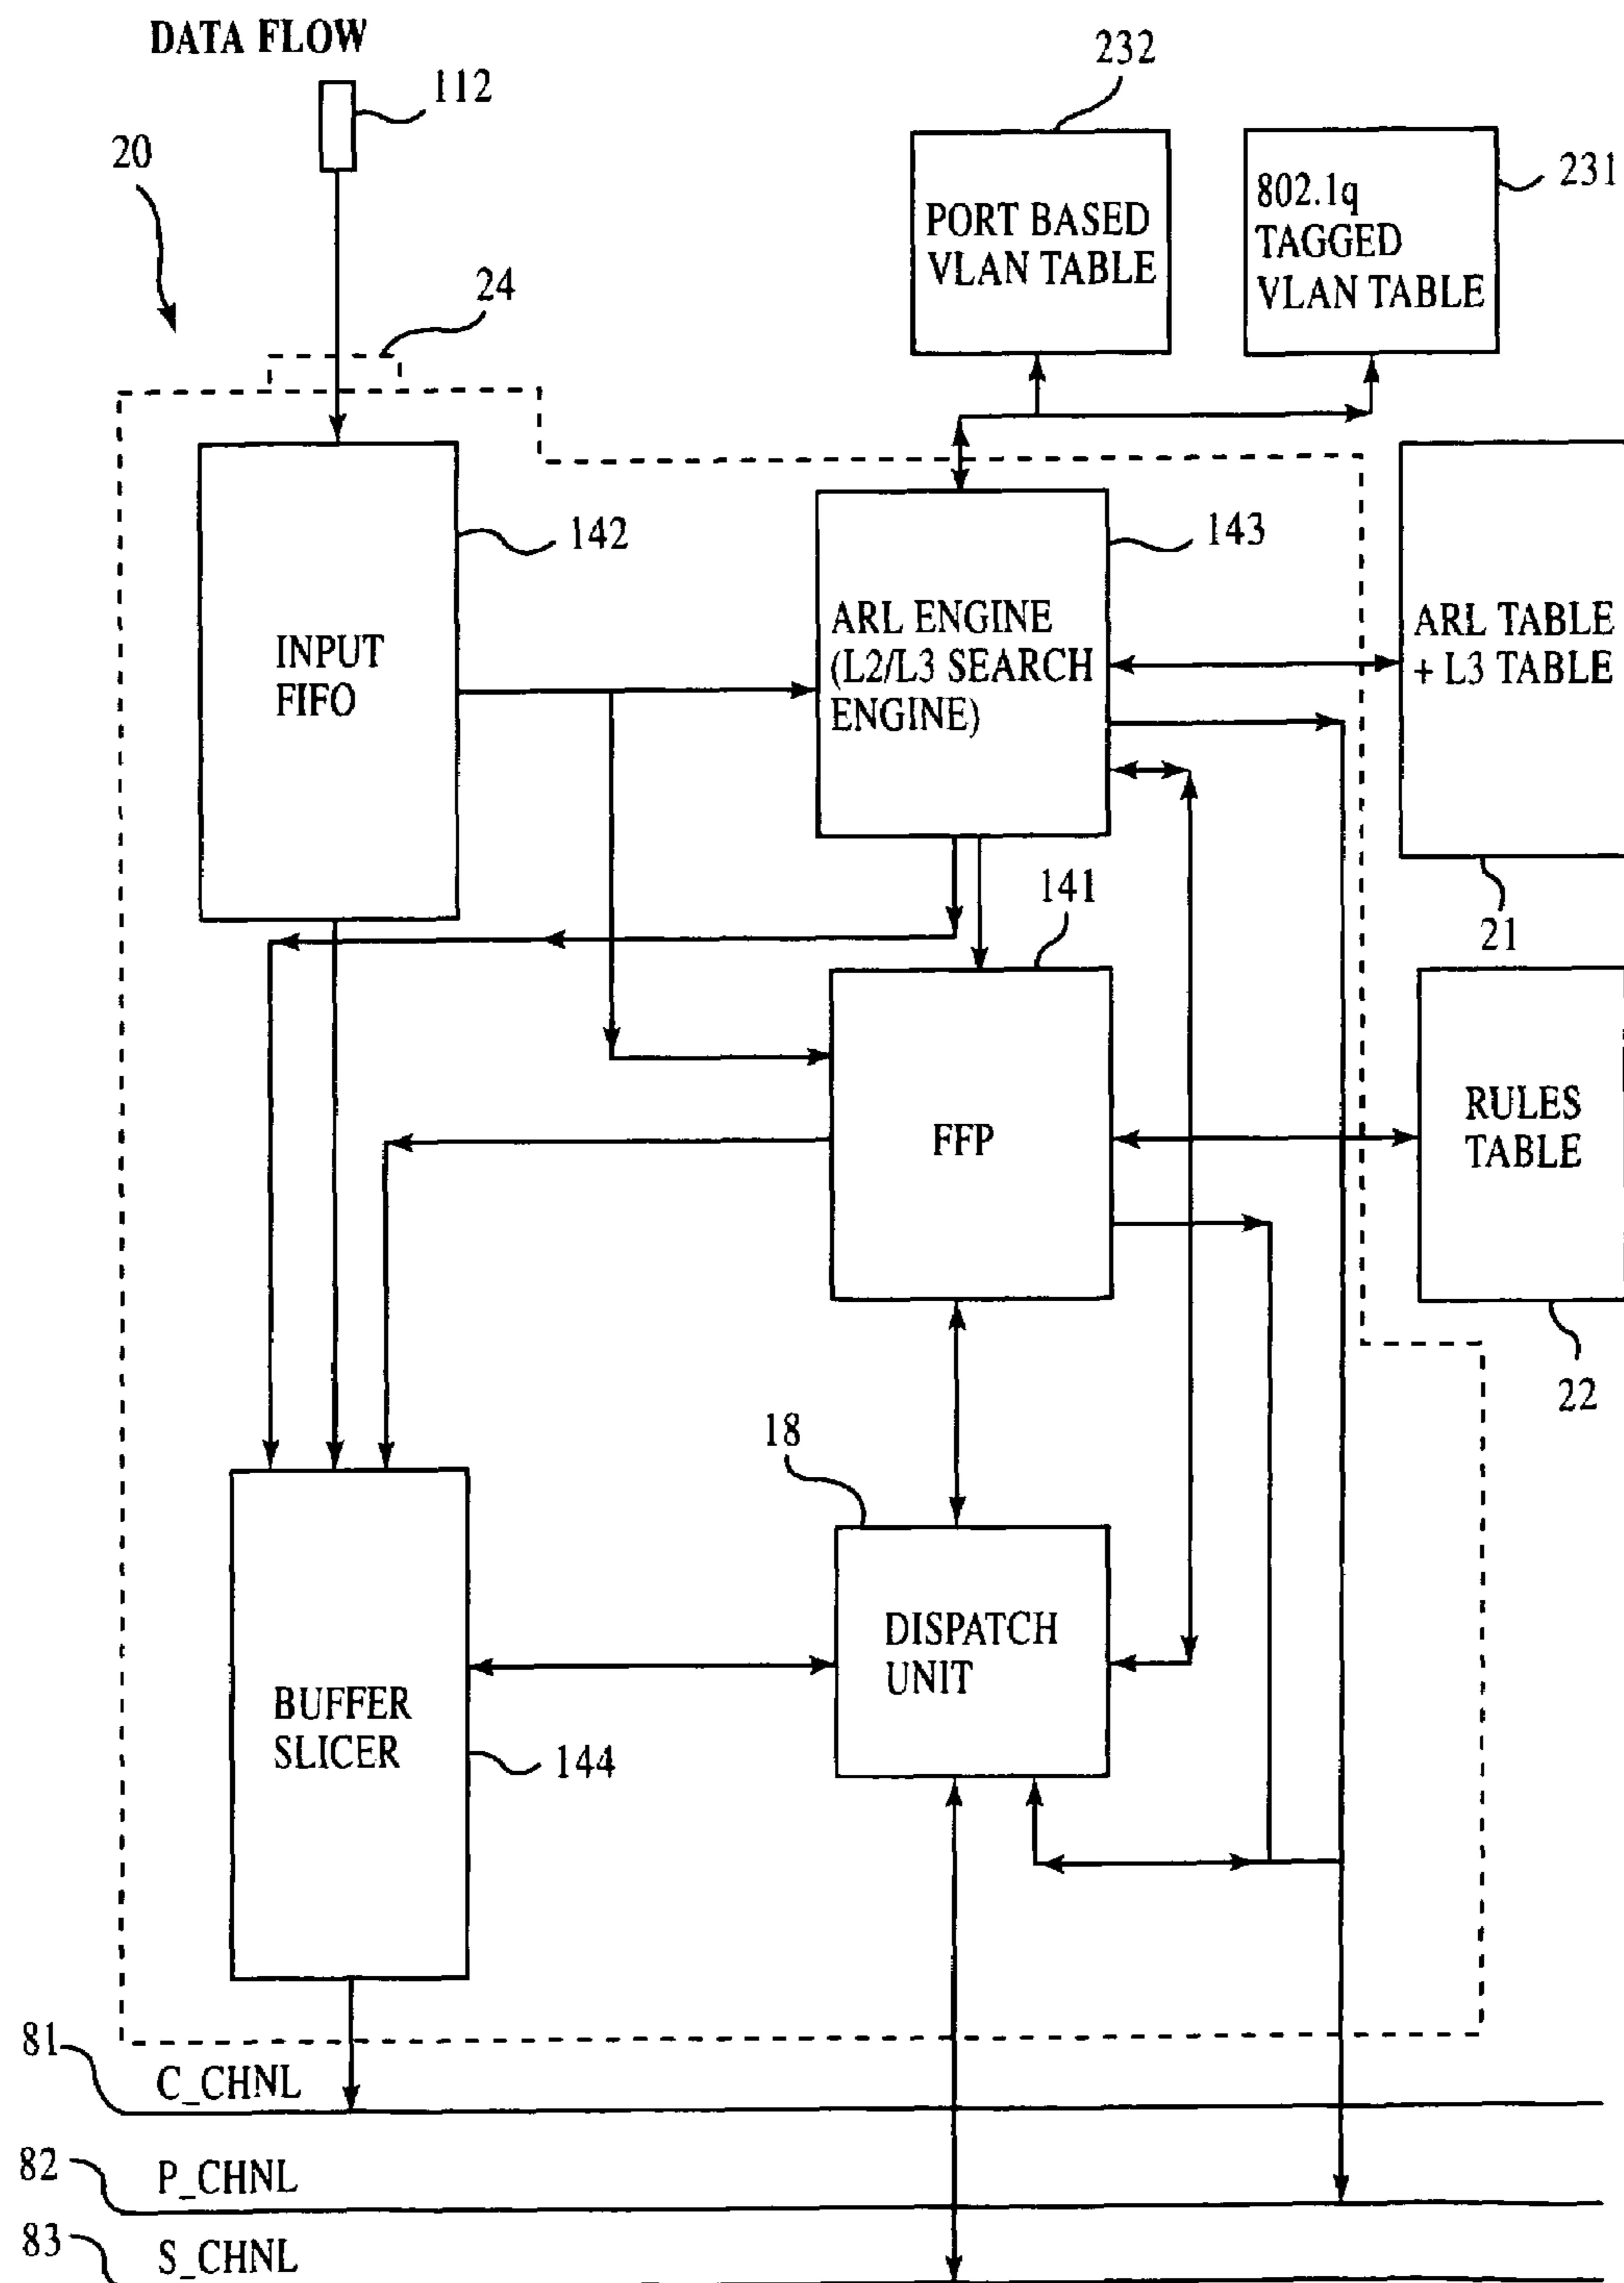 DATA FLOW
112
20
24
232
231
PORT BASED
VLAN TABLE
802.1q
TAGGED
VLAN TABLE
142
143
INPUT
FIFO
ARL ENGINE
(L2/L3 SEARCH
ENGINE)
ARL TABLE
+ L3 TABLE
21
141
FFP
RULES
TABLE
22
18
DISPATCH
UNIT
BUFFER
SLICER
144
81
C_CHNL
82
P_CHNL
83
S_CHNL